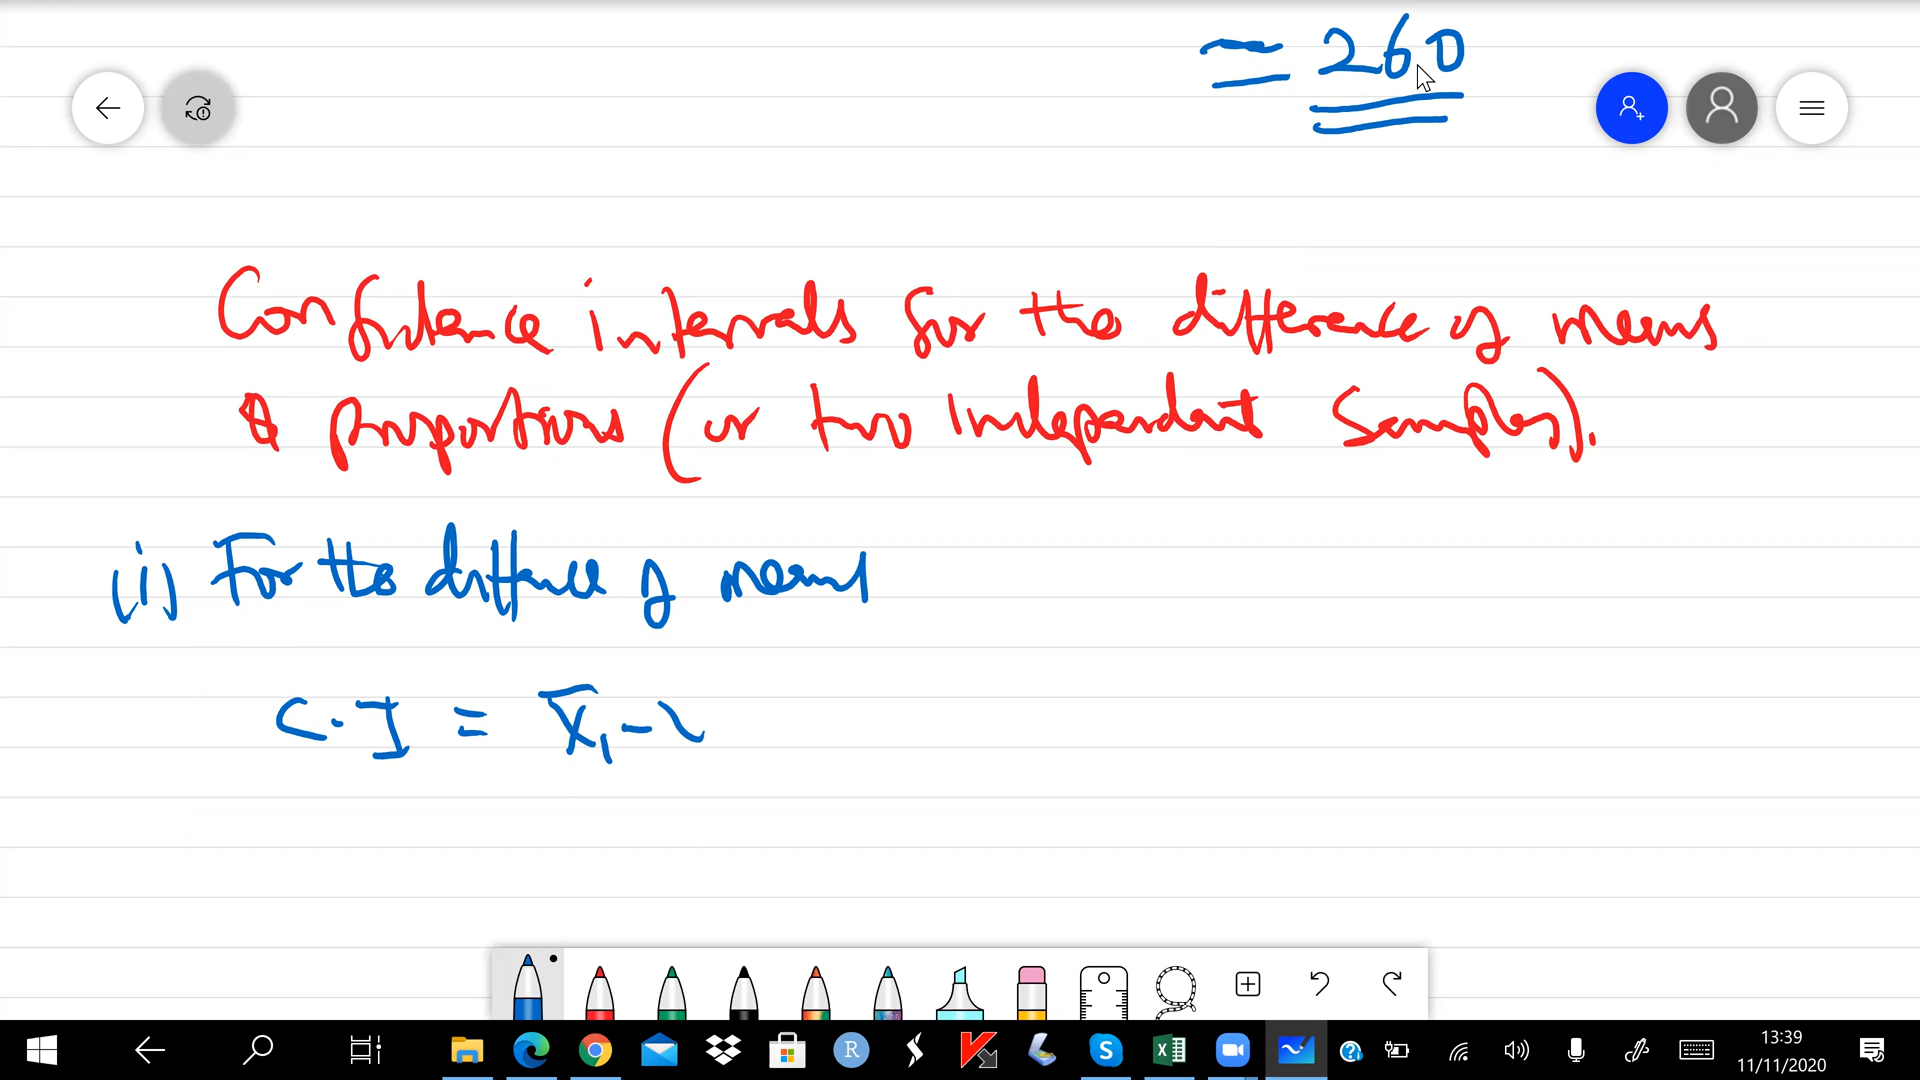 = 260
Confidence intervals for the difference of means
& proportions (or two independent samples).
(i) For the diffence of means
C.I = X̅₁ -
R
13:39
11/11/2020